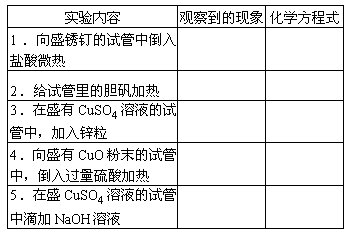 实验内容 观察到的现象 化学方程式
1．向盛锈钉的试管中倒入
盐酸微热
2．给试管里的胆矾加热
3．在盛有CuSO₄溶液的试
管中，加入锌粒
4．向盛有CuO粉末的试管
中，倒入过量硫酸加热
5．在盛CuSO₄溶液的试管
中滴加NaOH溶液